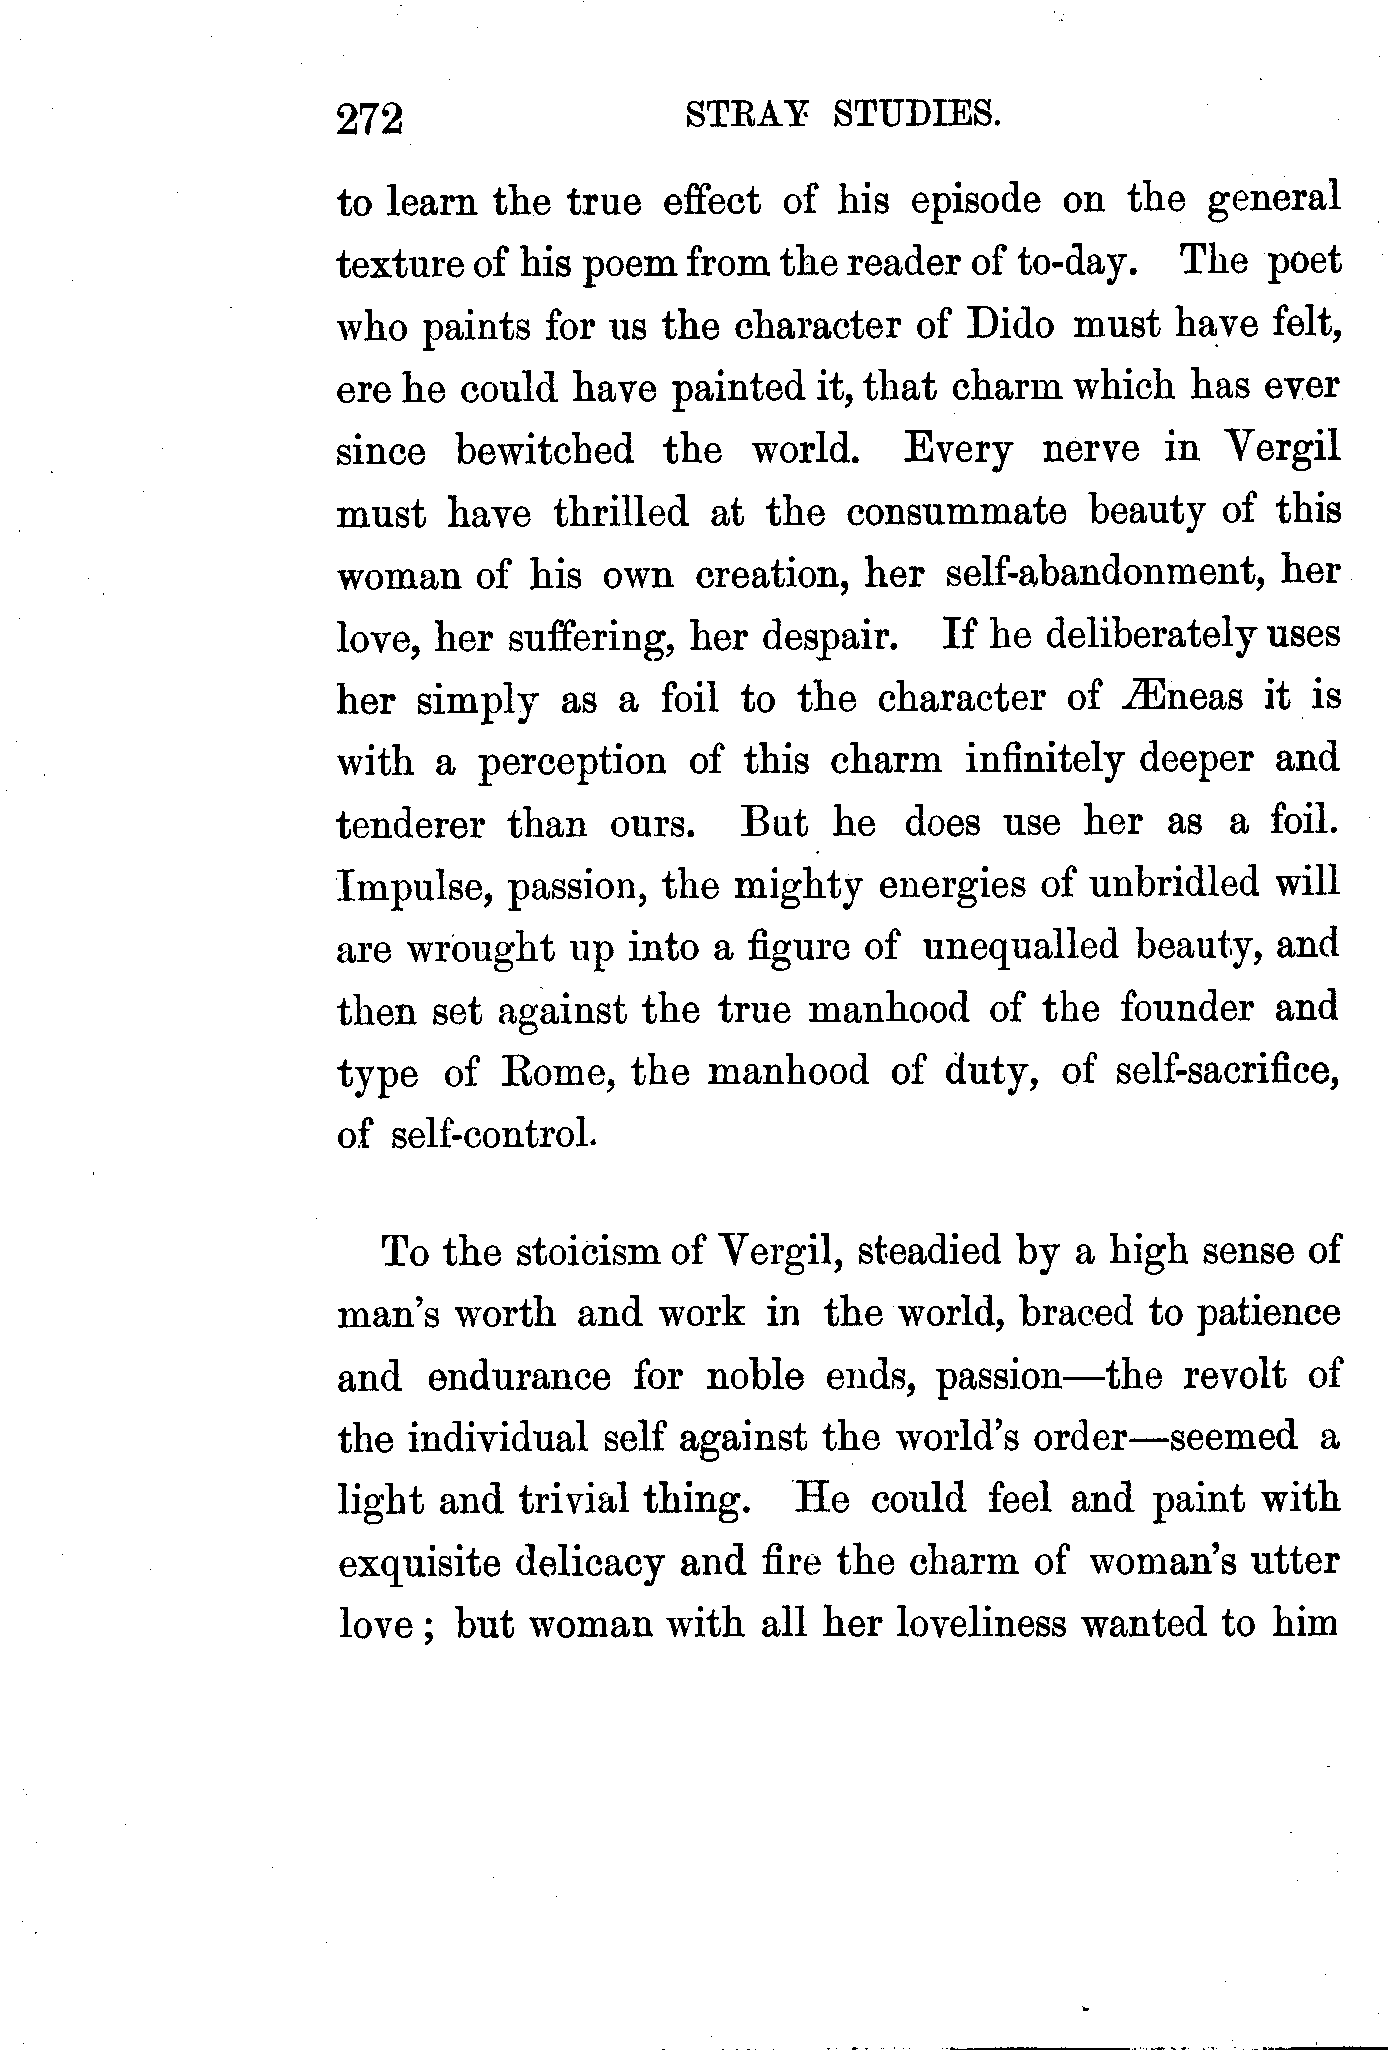 272 STRAY STUDIES.
to learn the true effect of his episode on the general
texture of his poem from the reader of to-day. The poet
who paints for us the character of Dido must have felt,
ere he could have painted it, that charm which has ever
since bewitched the world. Every nerve in Vergil
must have thrilled at the consummate beauty of this
woman of his own creation, her self-abandonment, her
love, her suffering, her despair. If he deliberately uses
her simply as a foil to the character of Æneas it is
with a perception of this charm infinitely deeper and
tenderer than ours. But he does use her as a foil.
Impulse, passion, the mighty energies of unbridled will
are wrought up into a figure of unequalled beauty, and
then set against the true manhood of the founder and
type of Rome, the manhood of duty, of self-sacrifice,
of self-control.
To the stoicism of Vergil, steadied by a high sense of
man's worth and work in the world, braced to patience
and endurance for noble ends, passion—the revolt of
the individual self against the world's order—seemed a
light and trivial thing. He could feel and paint with
exquisite delicacy and fire the charm of woman's utter
love; but woman with all her loveliness wanted to him